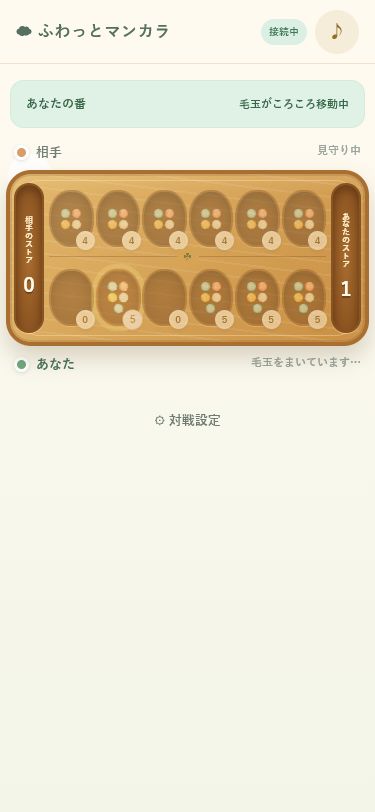 ふわっとマンカラ
接続中
♪
あなたの番
毛玉がころころ移動中
相手
見守り中
相手のストア
0
4
4
4
4
4
4
あなたのストア
1
0
5
0
5
5
5
あなた
毛玉をまいています…
対戦設定